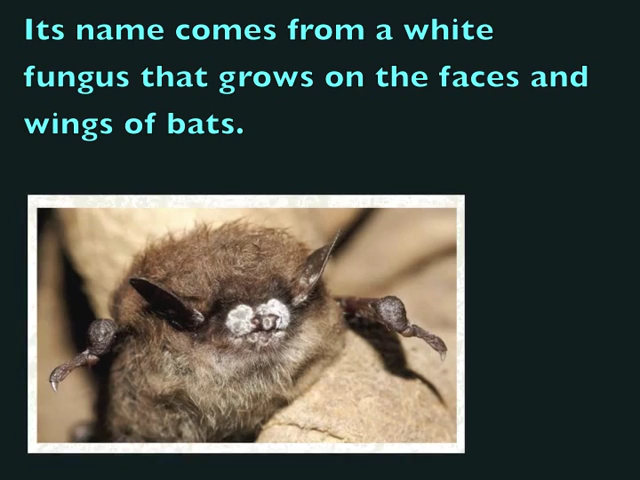 Its name comes from a white
fungus that grows on the faces and
wings of bats.